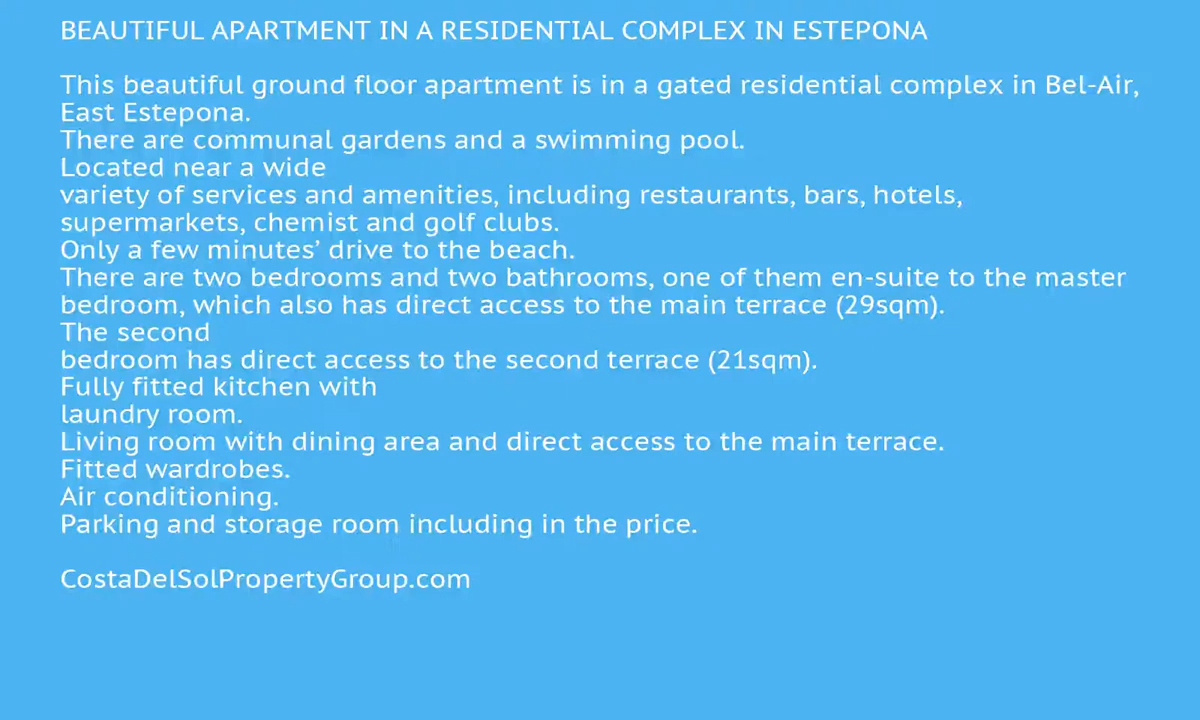 BEAUTIFUL APARTMENT IN A RESIDENTIAL COMPLEX IN ESTEPONA
This beautiful ground floor apartment is in a gated residential complex in Bel-Air,
East Estepona.
There are communal gardens and a swimming pool.
Located near a wide
variety of services and amenities, including restaurants, bars, hotels,
supermarkets, chemist and golf clubs.
Only a few minutes’ drive to the beach.
There are two bedrooms and two bathrooms, one of them en-suite to the master
bedroom, which also has direct access to the main terrace (29sqm).
The second
bedroom has direct access to the second terrace (21sqm).
Fully fitted kitchen with
laundry room.
Living room with dining area and direct access to the main terrace.
Fitted wardrobes.
Air conditioning.
Parking and storage room including in the price.
CostaDelSolPropertyGroup.com